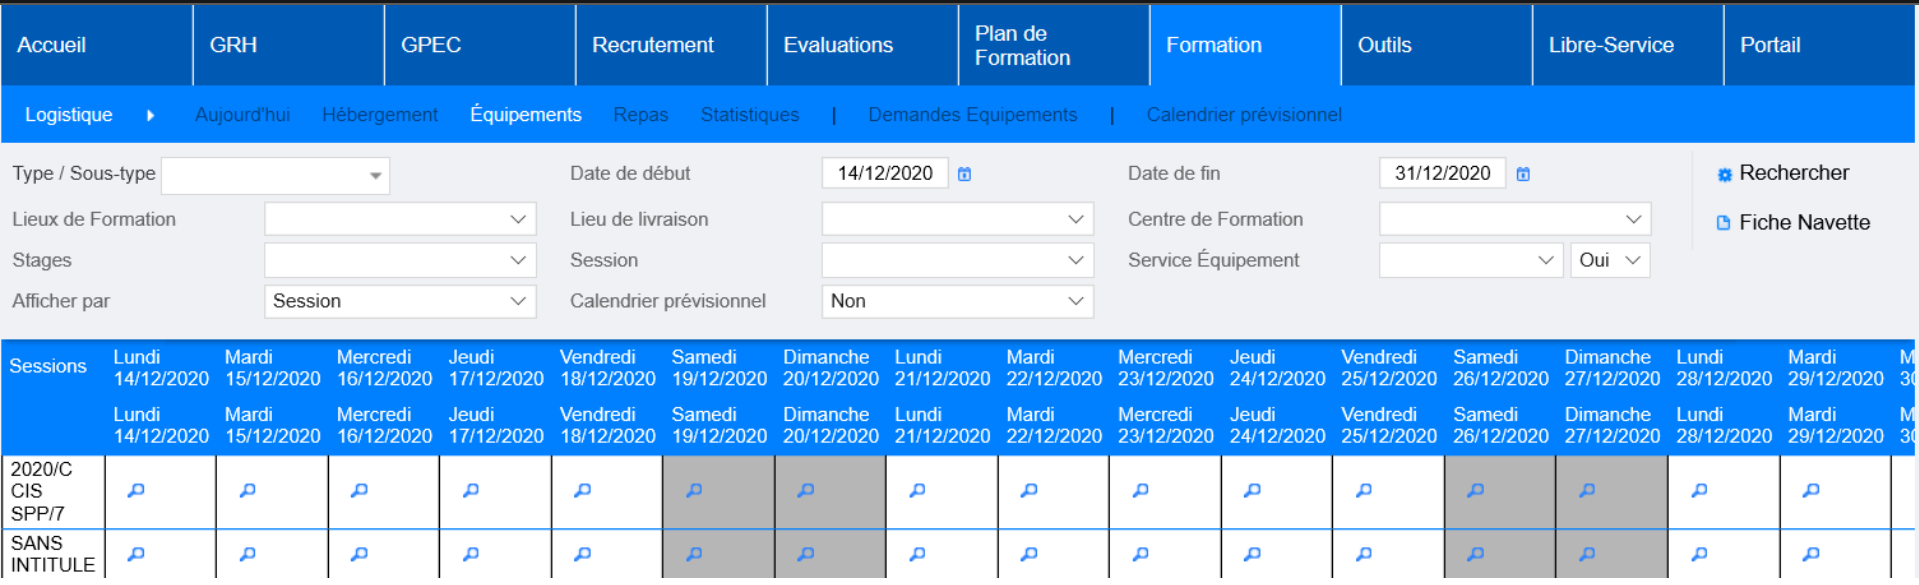 Accueil GRH GPEC Recrutement Evaluations Plan de Formation Formation Outils Libre-Service Portail
Logistique Aujourd'hui Hébergement Équipements Repas Statistiques | Demandes Equipements | Calendrier prévisionnel
Type / Sous-type Date de début 14/12/2020 Date de fin 31/12/2020 Rechercher
Lieux de Formation Lieu de livraison Centre de Formation Fiche Navette
Stages Session Service Équipement Oui
Afficher par Session Calendrier prévisionnel Non
Sessions Lundi Mardi Mercredi Jeudi Vendredi Samedi Dimanche Lundi Mardi Mercredi Jeudi Vendredi Samedi Dimanche Lundi Mardi M
14/12/2020 15/12/2020 16/12/2020 17/12/2020 18/12/2020 19/12/2020 20/12/2020 21/12/2020 22/12/2020 23/12/2020 24/12/2020 25/12/2020 26/12/2020 27/12/2020 28/12/2020 29/12/2020 30
Lundi Mardi Mercredi Jeudi Vendredi Samedi Dimanche Lundi Mardi Mercredi Jeudi Vendredi Samedi Dimanche Lundi Mardi M
14/12/2020 15/12/2020 16/12/2020 17/12/2020 18/12/2020 19/12/2020 20/12/2020 21/12/2020 22/12/2020 23/12/2020 24/12/2020 25/12/2020 26/12/2020 27/12/2020 28/12/2020 29/12/2020 30
2020/C
CIS
SPP/7
SANS
INTITULE